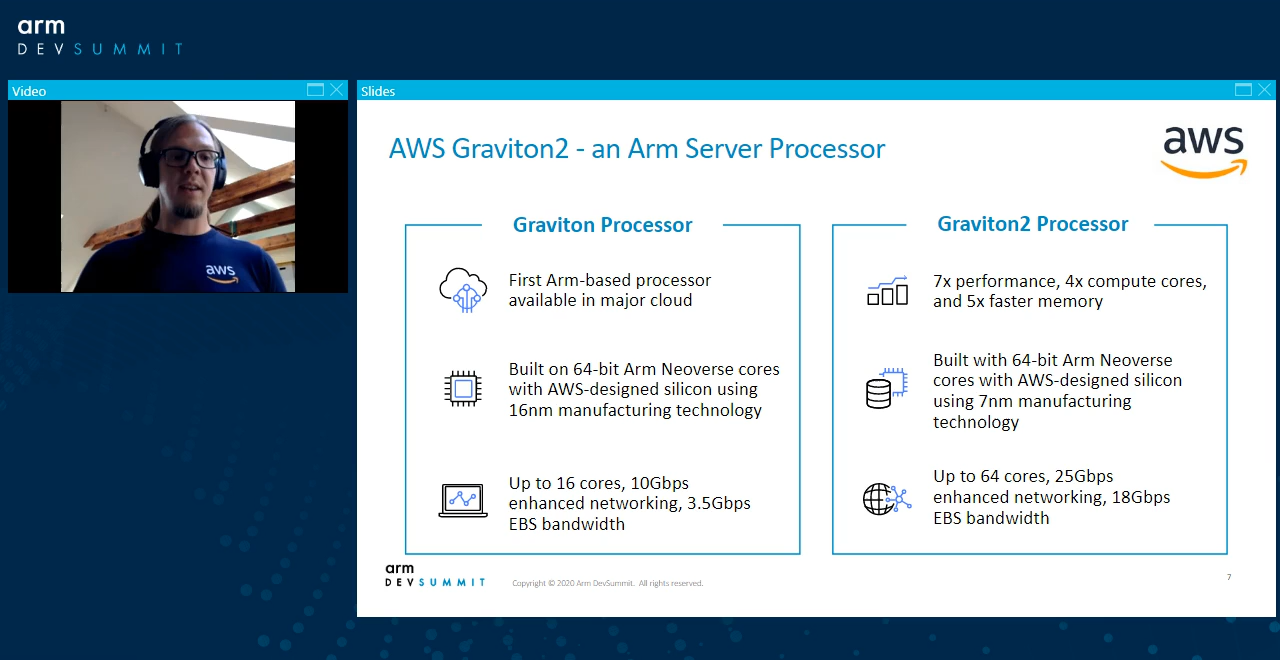 arm
DEVSUMMIT
Video
Slides
aws
AWS Graviton2 - an Arm Server Processor
aws
Graviton Processor
First Arm-based processor
available in major cloud
Built on 64-bit Arm Neoverse cores
with AWS-designed silicon using
16nm manufacturing technology
Up to 16 cores, 10Gbps
enhanced networking, 3.5Gbps
EBS bandwidth
Graviton2 Processor
7x performance, 4x compute cores,
and 5x faster memory
Built with 64-bit Arm Neoverse
cores with AWS-designed silicon
using 7nm manufacturing
technology
Up to 64 cores, 25Gbps
enhanced networking, 18Gbps
EBS bandwidth
arm
DEVSUMMIT
Copyright © 2020 Arm DevSummit. All rights reserved.
7